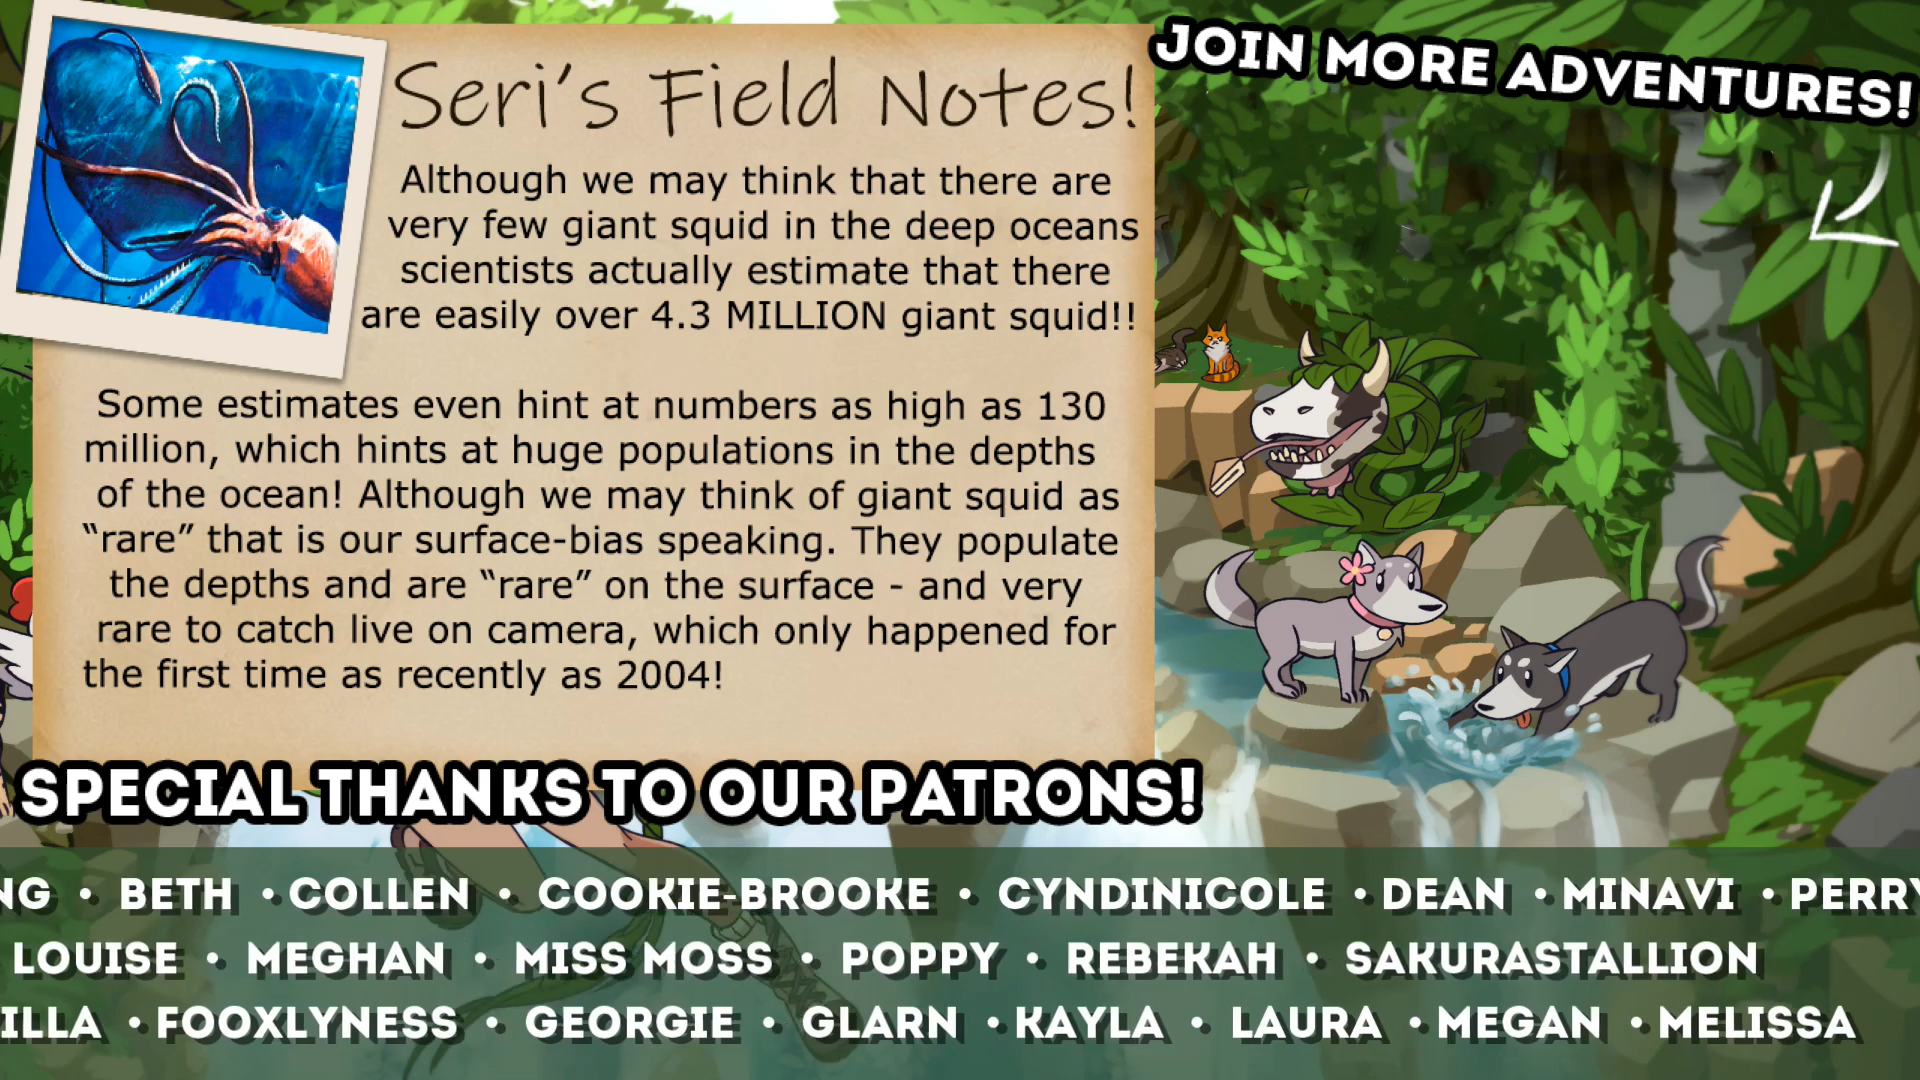 Seri's Field Notes!
Although we may think that there are
very few giant squid in the deep oceans
scientists actually estimate that there
are easily over 4.3 MILLION giant squid!!
Some estimates even hint at numbers as high as 130
million, which hints at huge populations in the depths
of the ocean! Although we may think of giant squid as
“rare” that is our surface-bias speaking. They populate
the depths and are “rare” on the surface - and very
rare to catch live on camera, which only happened for
the first time as recently as 2004!
JOIN MORE ADVENTURES!
SPECIAL THANKS TO OUR PATRONS!
NG • BETH • COLLEN • COOKIE-BROOKE • CYNDINICOLE • DEAN • MINAVI • PERRY
LOUISE • MEGHAN • MISS MOSS • POPPY • REBEKAH • SAKURASTALLION
ILLA • FOOXLYNESS • GEORGIE • GLARN • KAYLA • LAURA • MEGAN • MELISSA